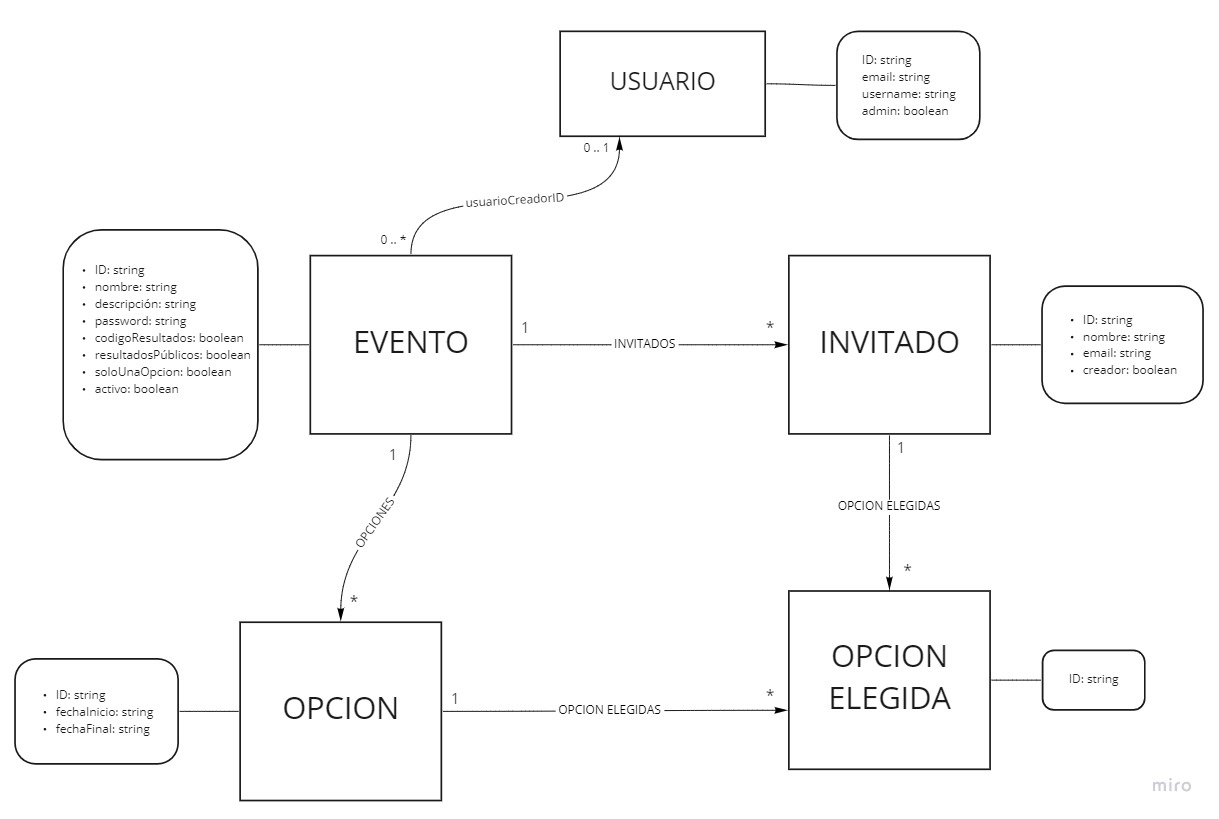 USUARIO
ID: string
email: string
username: string
admin: boolean
0 .. 1
usuarioCreadorID
0 .. *
• ID: string
• nombre: string
• descripción: string
• password: string
• codigoResultados: boolean
• resultadosPúblicos: boolean
• soloUnaOpcion: boolean
• activo: boolean
EVENTO
1
INVITADOS
*
INVITADO
• ID: string
• nombre: string
• email: string
• creador: boolean
1
OPCIONES
*
1
OPCION ELEGIDAS
*
• ID: string
• fechaInicio: string
• fechaFinal: string
OPCION
1
OPCION ELEGIDAS
*
OPCION
ELEGIDA
ID: string
miro